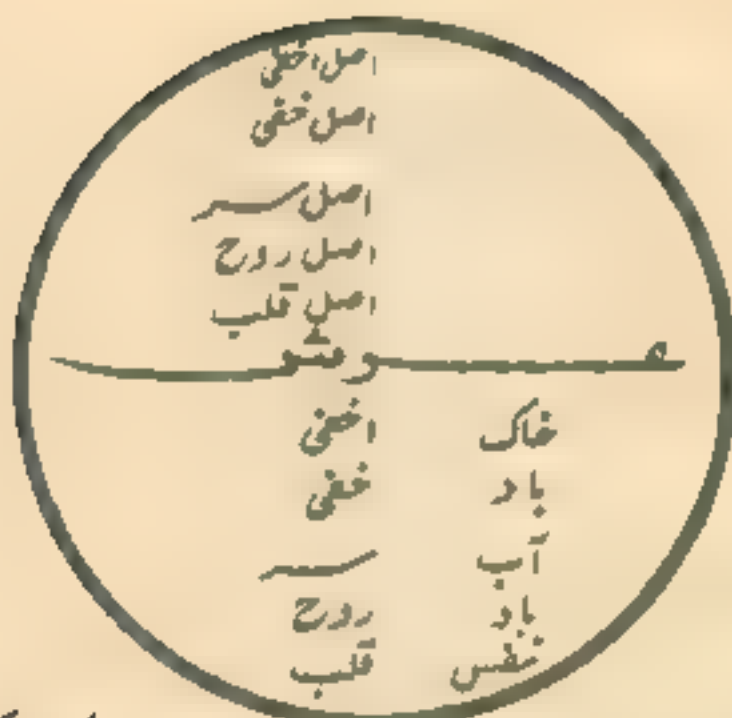 اصل اخفی
اصل خفی
اصل سر
اصل روح
اصل قلب
عرش
خاک اخفی
باد خفی
آب سر
باد روح
نفس قلب